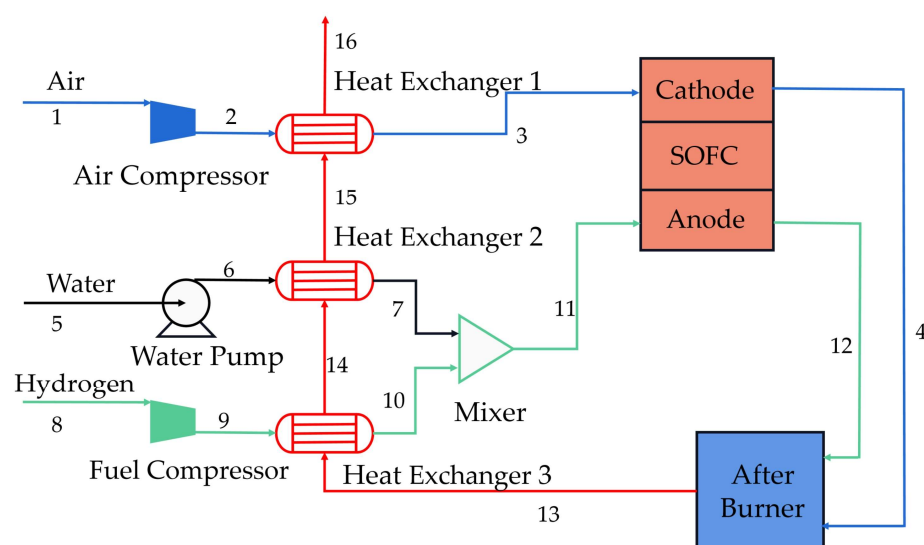 16
Heat Exchanger 1
Air
1
2
3
Cathode
SOFC
Anode
Air Compressor
15
Heat Exchanger 2
Water
5
6
7
11
12
4
Water Pump
14
Hydrogen
8
9
10
Mixer
Fuel Compressor
Heat Exchanger 3
13
After
Burner